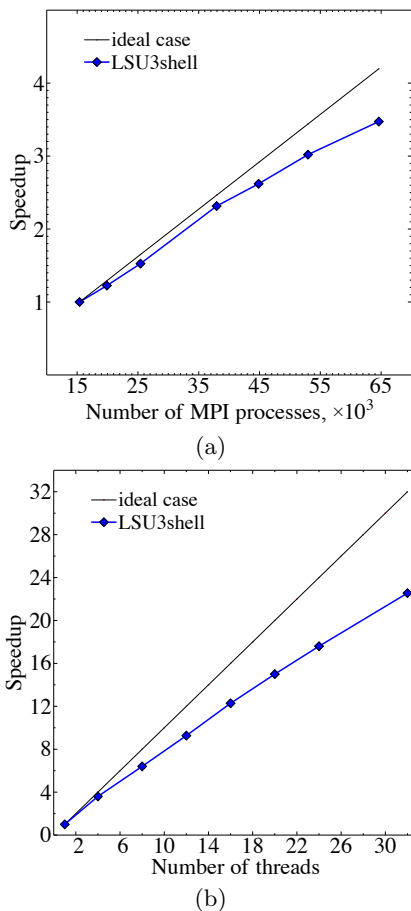 ideal case
LSU3shell
4
3
2
1
Speedup
15 25 35 45 55 65
Number of MPI processes, ×10³
(a)
ideal case
LSU3shell
32
28
24
20
16
12
8
4
0
Speedup
2 6 10 14 18 22 26 30
Number of threads
(b)